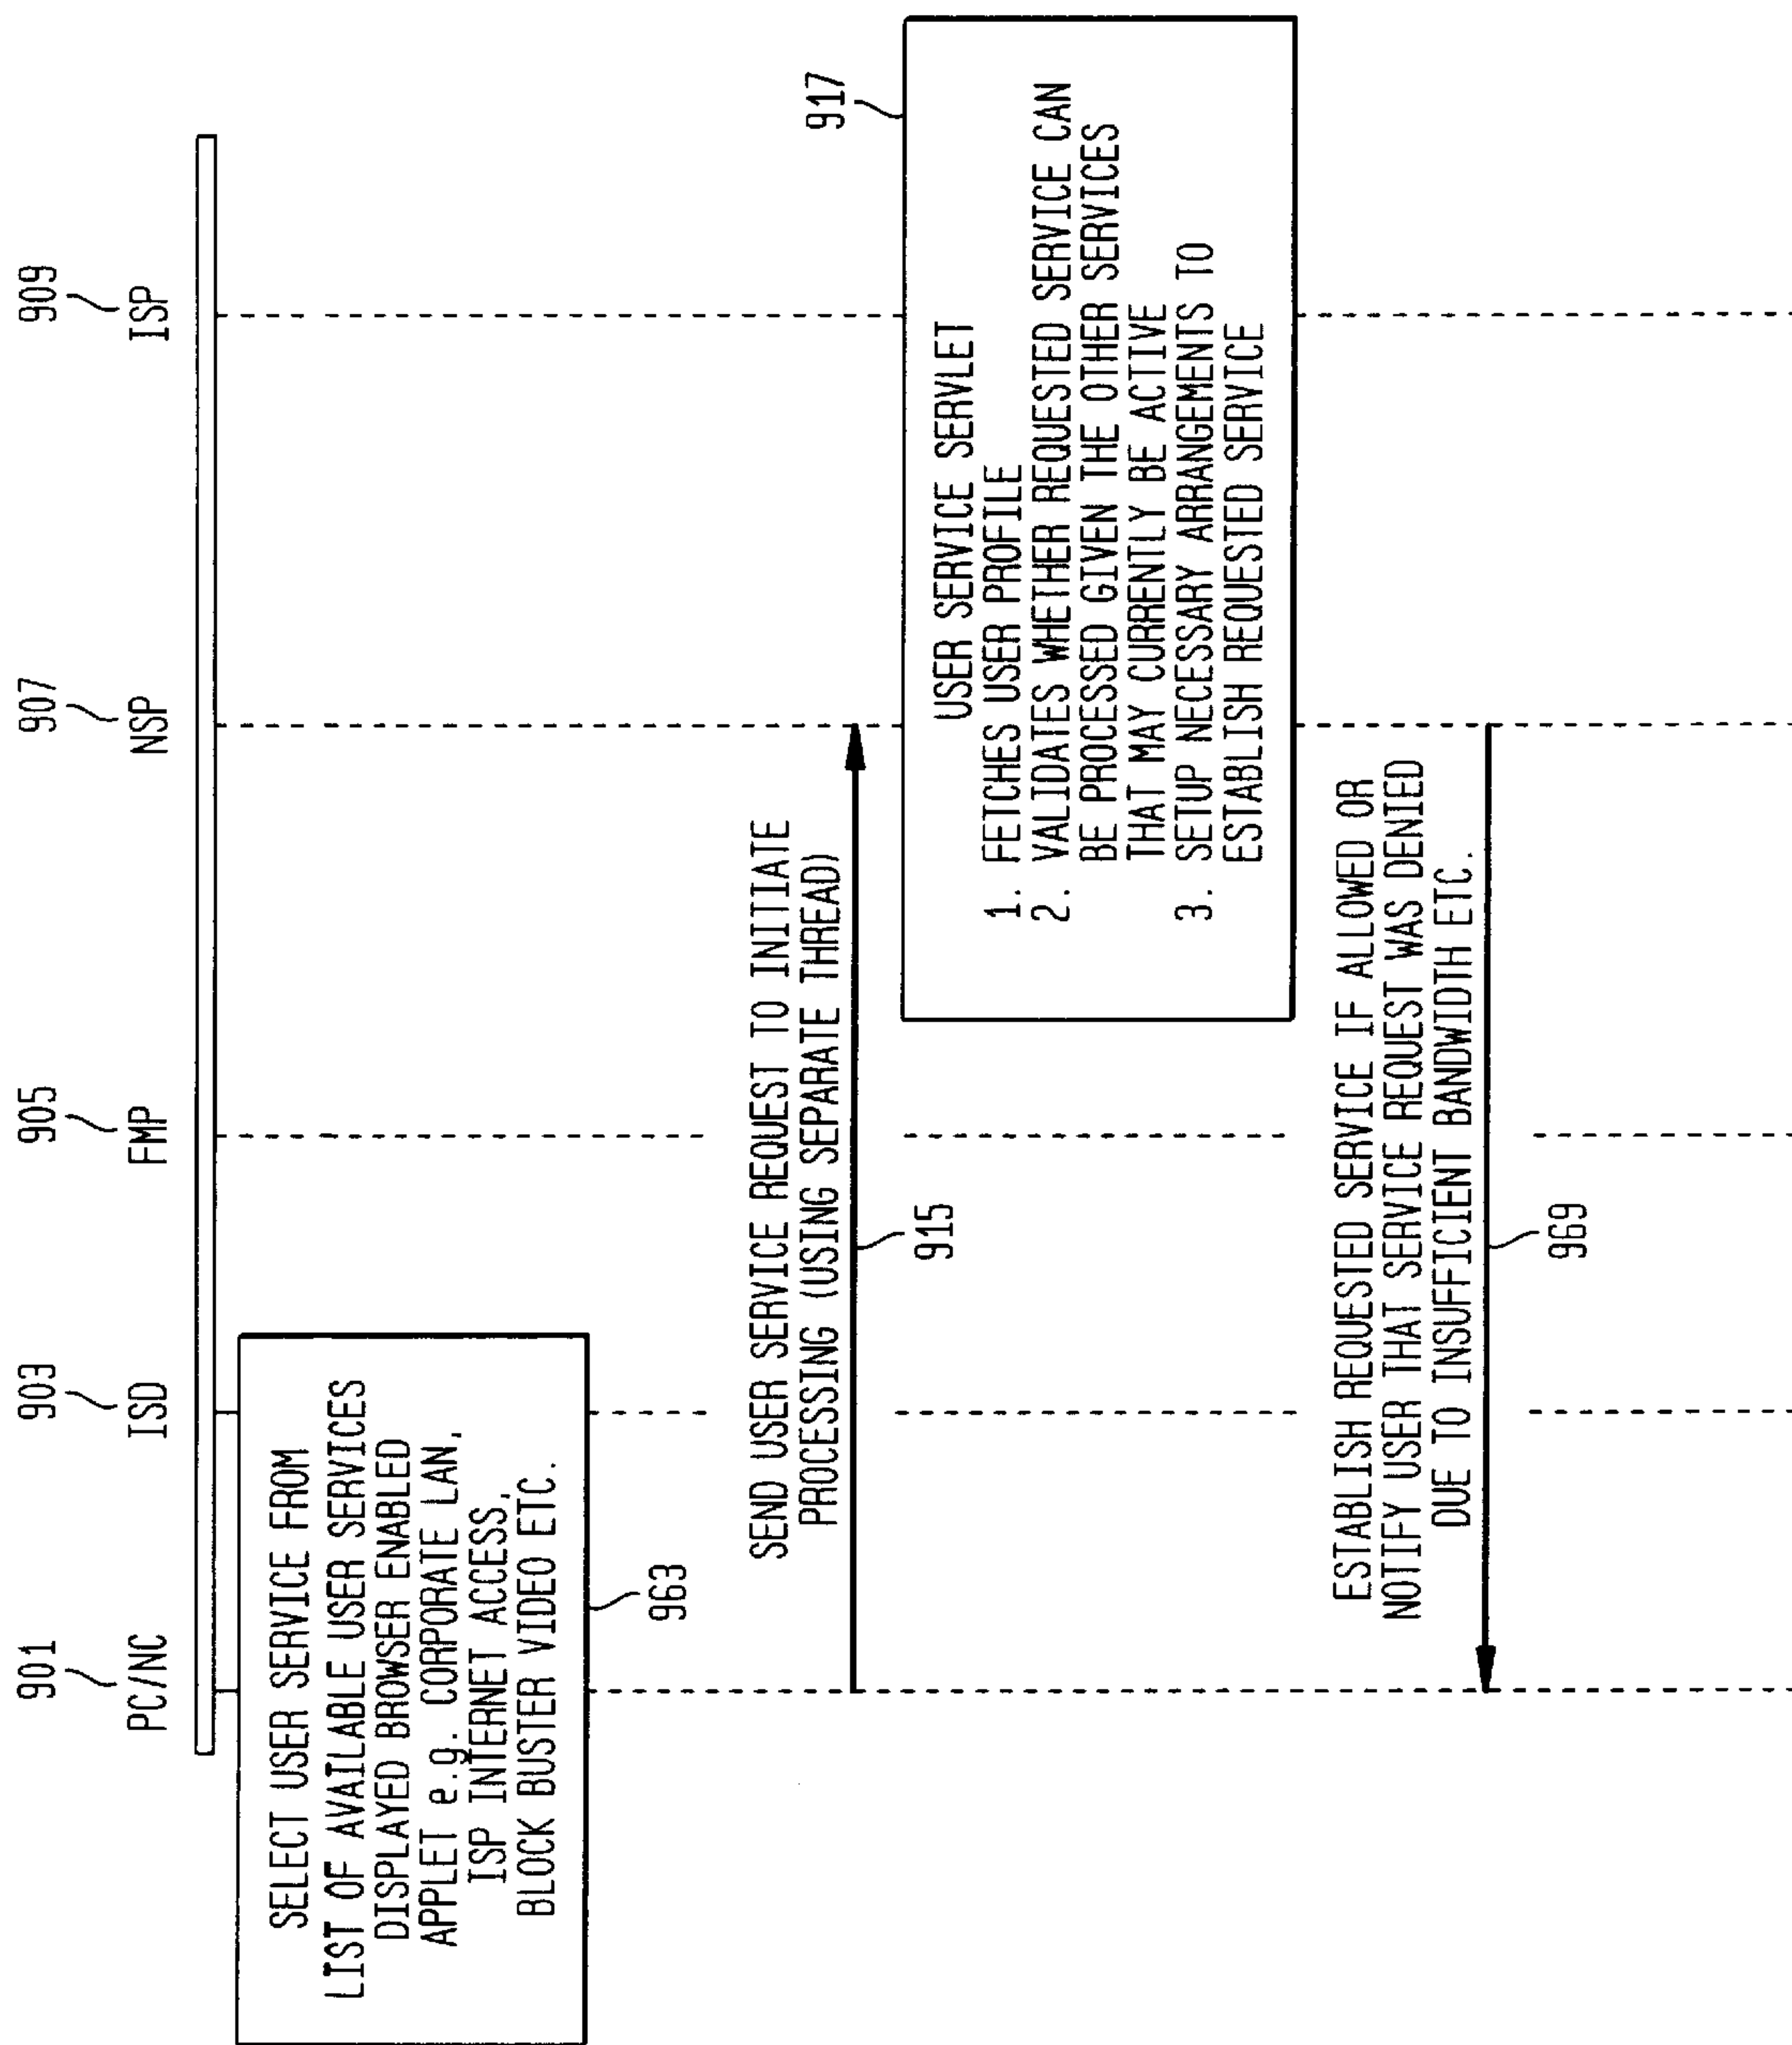 901
903
905
907
909
PC/NC
ISD
FMP
NSP
ISP
SELECT USER SERVICE FROM
LIST OF AVAILABLE USER SERVICES
DISPLAYED BROWSER ENABLED
APPLET e.g. CORPORATE LAN,
ISP INTERNET ACCESS,
BLOCK BUSTER VIDEO ETC.
963
SEND USER SERVICE REQUEST TO INITIATE
PROCESSING (USING SEPARATE THREAD)
915
917
USER SERVICE SERVLET
1. FETCHES USER PROFILE
2. VALIDATES WHETHER REQUESTED SERVICE CAN
BE PROCESSED GIVEN THE OTHER SERVICES
THAT MAY CURRENTLY BE ACTIVE
3. SETUP NECESSARY ARRANGEMENTS TO
ESTABLISH REQUESTED SERVICE
ESTABLISH REQUESTED SERVICE IF ALLOWED OR
NOTIFY USER THAT SERVICE REQUEST WAS DENIED
DUE TO INSUFFICIENT BANDWIDTH ETC.
969